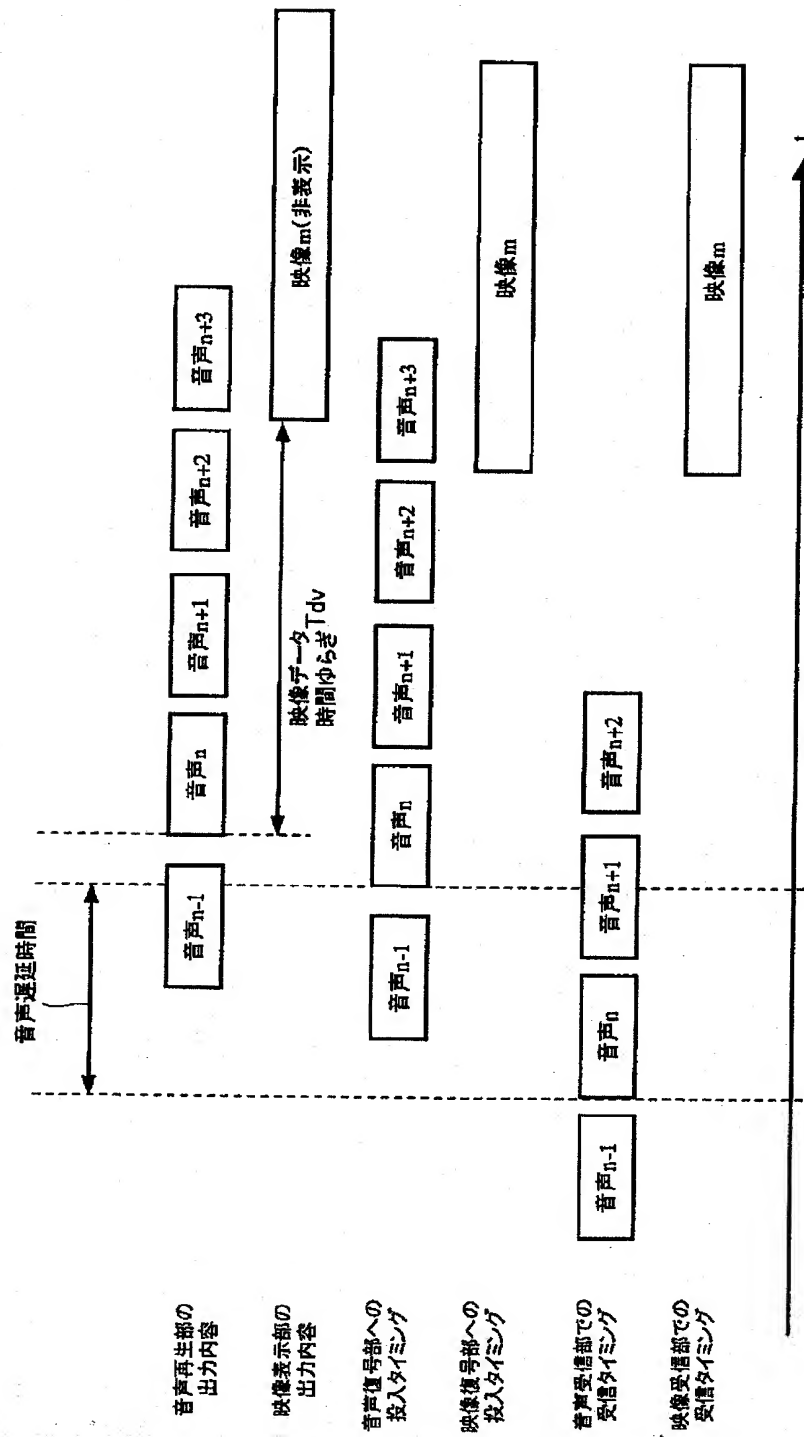 音声遅延時間
音声再生部の
出力内容
音声n-1
音声n
音声n+1
音声n+2
音声n+3
映像表示部の
出力内容
映像データ
時間ゆらぎ Tdv
映像m(非表示)
音声復号部への
投入タイミング
音声n-1
音声n
音声n+1
音声n+2
音声n+3
映像復号部への
投入タイミング
映像m
音声受信部での
受信タイミング
音声n-1
音声n
音声n+1
音声n+2
映像受信部での
受信タイミング
映像m
t